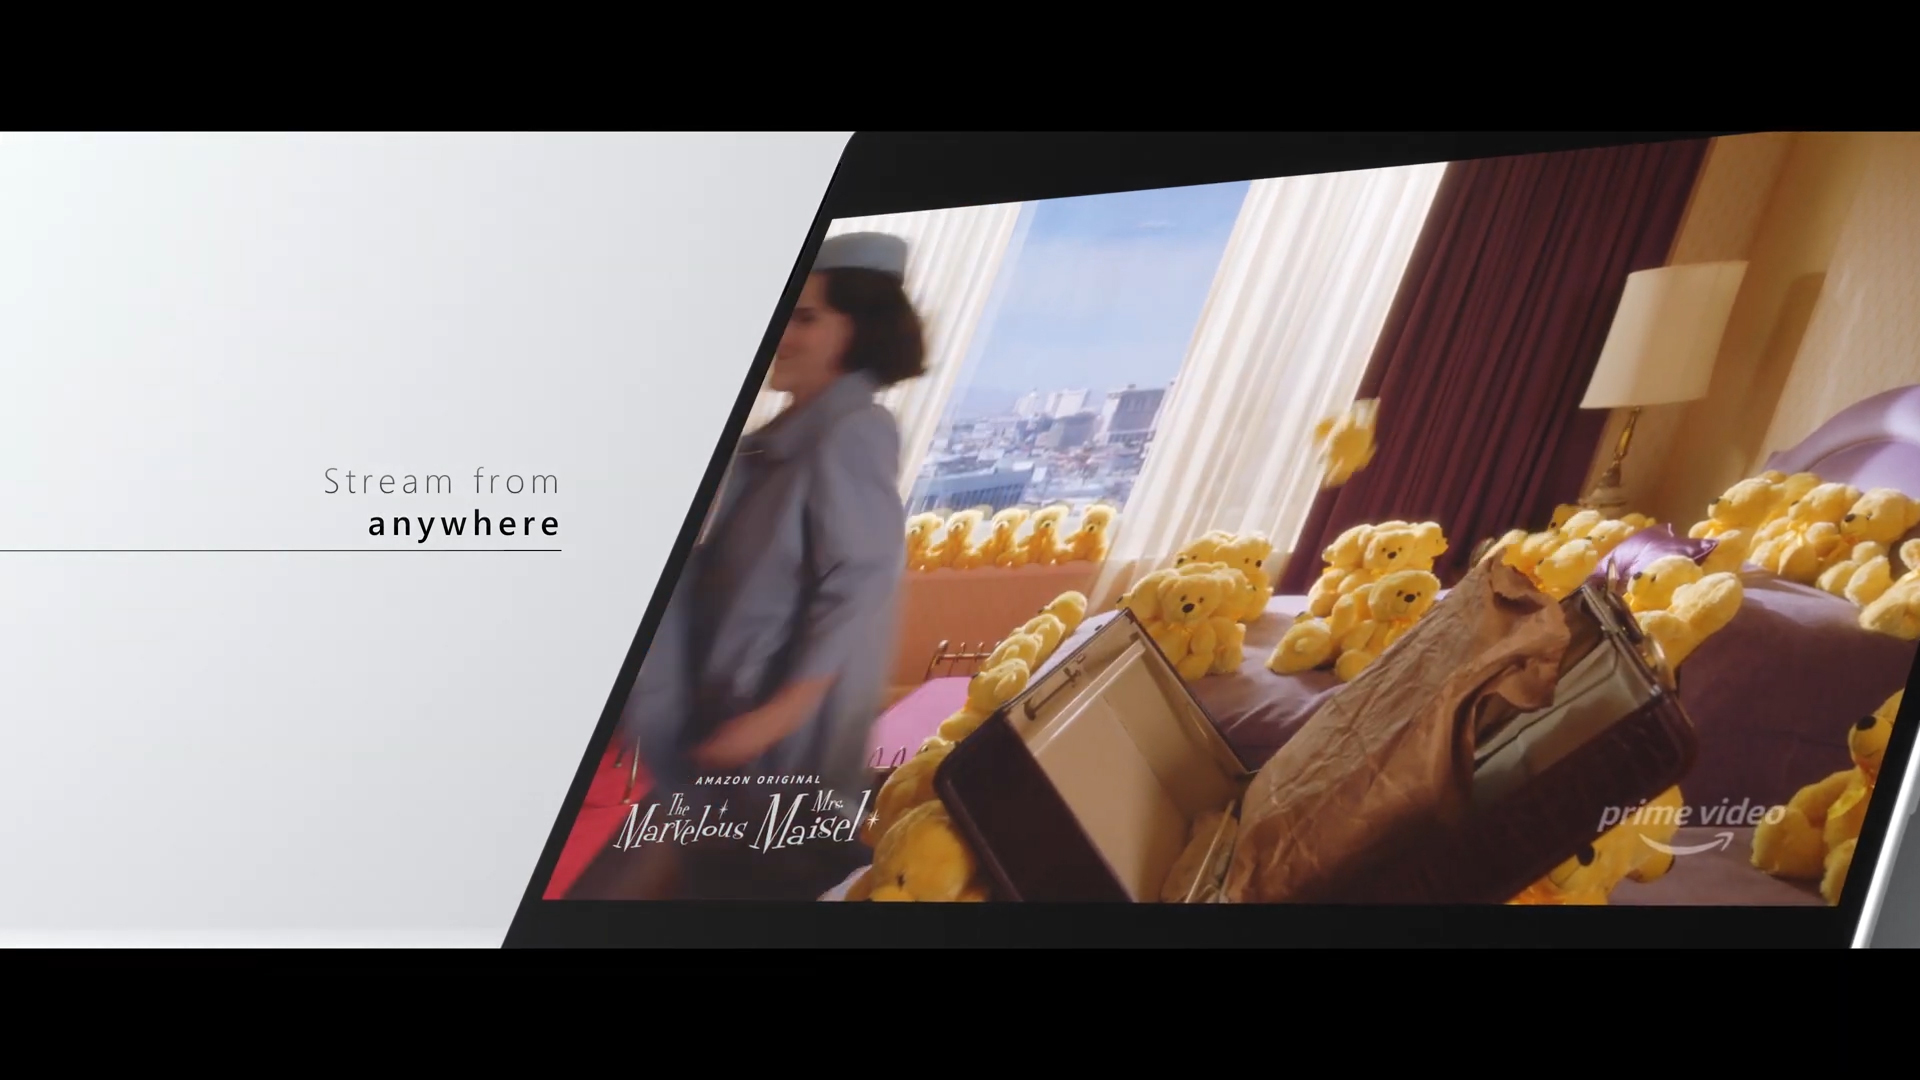 Stream from
anywhere
AMAZON ORIGINAL
The Marvelous Mrs. Maisel
prime video